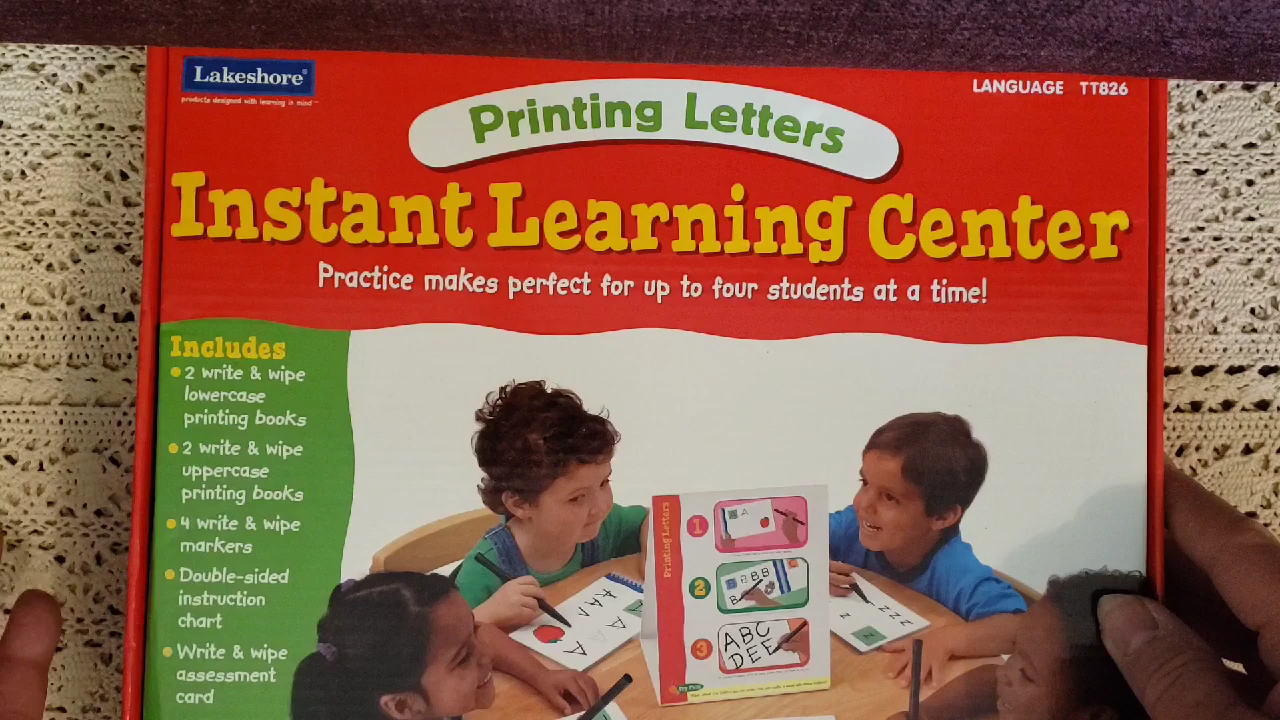 Lakeshore®
products designed with learning in mind™
LANGUAGE TT826
Printing Letters
Instant Learning Center
Practice makes perfect for up to four students at a time!
Includes
• 2 write & wipe
lowercase
printing books
• 2 write & wipe
uppercase
printing books
• 4 write & wipe
markers
• Double-sided
instruction
chart
• Write & wipe
assessment
card
Printing Letters
1
A
2
B B B
B
3
ABC
DEE
A A A
A
Z Z Z
Z